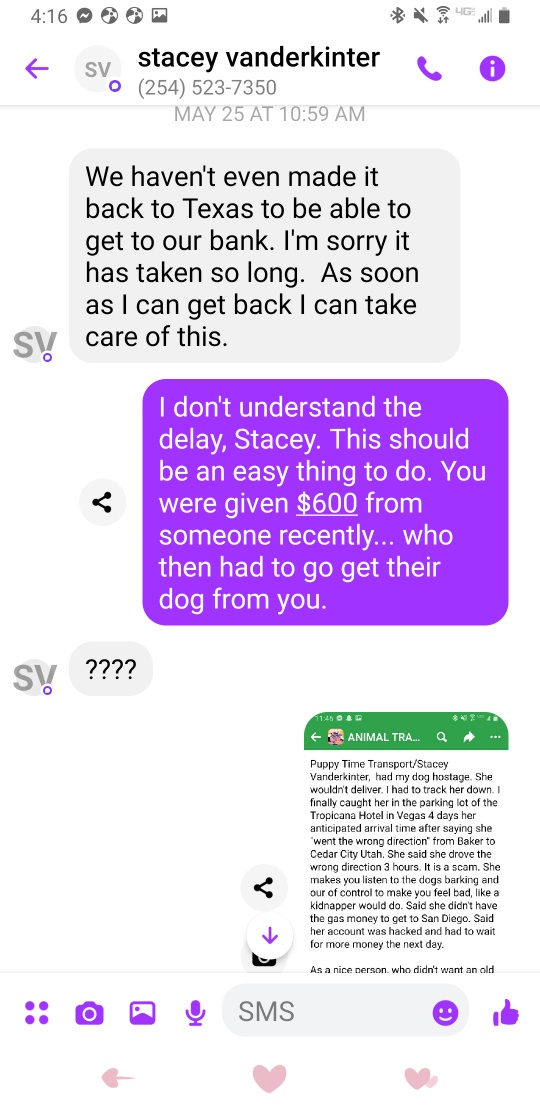 4:16
4GE
SV
stacey vanderkinter
(254) 523-7350
MAY 25 AT 10:59 AM
We haven't even made it
back to Texas to be able to
get to our bank. I'm sorry it
has taken so long.  As soon
as I can get back I can take
care of this.
SV
I don't understand the
delay, Stacey. This should
be an easy thing to do. You
were given $600 from
someone recently... who
then had to go get their
dog from you.
SV
????
11:46
ANIMAL TRA...
Puppy Time Transport/Stacey
Vanderkinter,  had my dog hostage. She
wouldn't deliver. I had to track her down. I
finally caught her in the parking lot of the
Tropicana Hotel in Vegas 4 days her
anticipated arrival time after saying she
"went the wrong direction" from Baker to
Cedar City Utah. She said she drove the
wrong direction 3 hours. It is a scam. She
makes you listen to the dogs barking and
our of control to make you feel bad, like a
kidnapper would do. Said she didn't have
the gas money to get to San Diego. Said
her account was hacked and had to wait
for more money the next day.
As a nice person, who didn't want an old
SMS